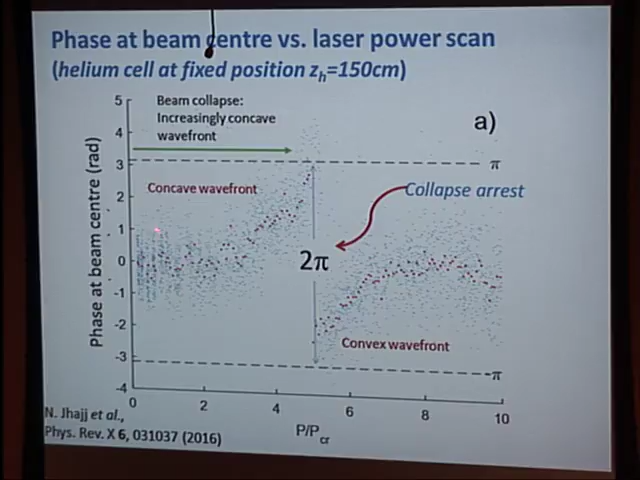 Phase at beam centre vs. laser power scan
(helium cell at fixed position zh=150cm)
Beam collapse:
Increasingly concave
wavefront
a)
Phase at beam centre (rad)
5
4
3
2
1
0
-1
-2
-3
-4
π
Concave wavefront
Collapse arrest
2π
Convex wavefront
-π
0
2
4
6
8
10
P/Pcr
N. Jhajj et al.,
Phys. Rev. X 6, 031037 (2016)